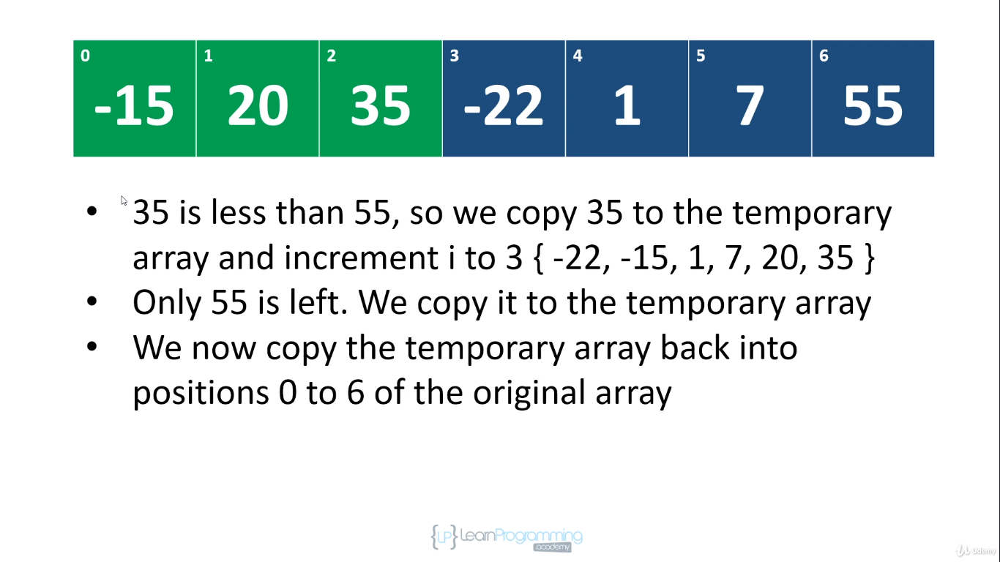 0 1 2 3 4 5 6
-15 20 35 -22 1 7 55
• 35 is less than 55, so we copy 35 to the temporary
array and increment i to 3 { -22, -15, 1, 7, 20, 35 }
• Only 55 is left. We copy it to the temporary array
• We now copy the temporary array back into
positions 0 to 6 of the original array
{LP} LearnProgramming
.academy
Udemy